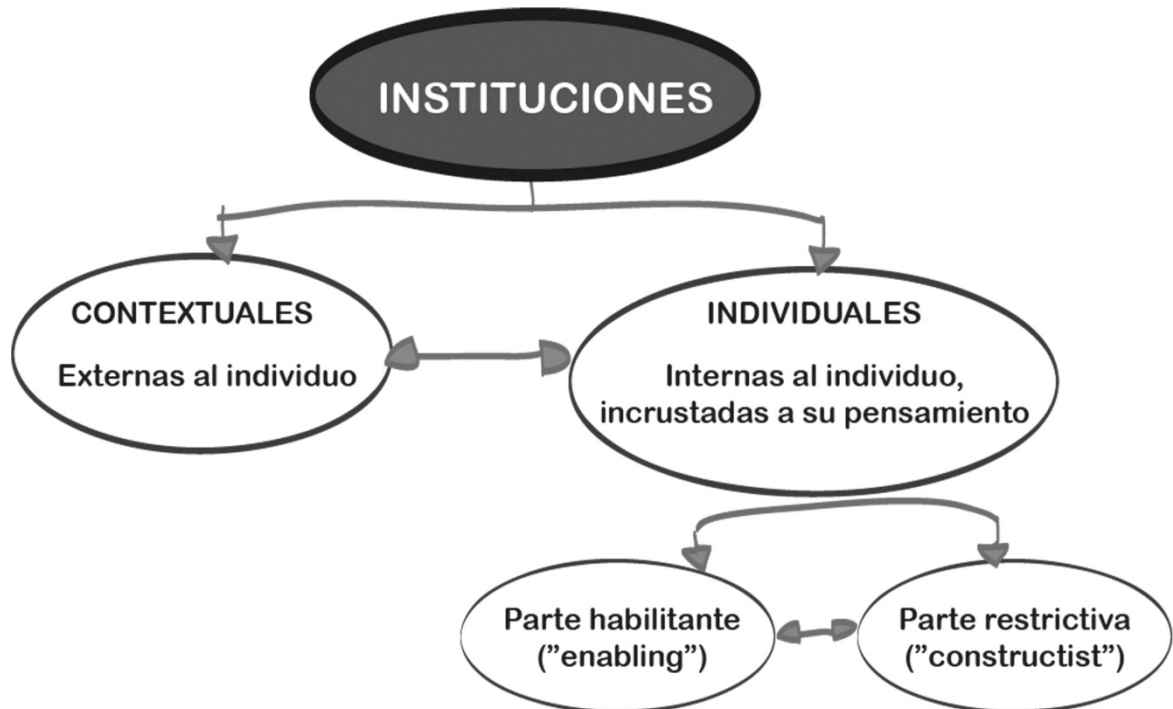 INSTITUCIONES
CONTEXTUALES
Externas al individuo
INDIVIDUALES
Internas al individuo,
incrustadas a su pensamiento
Parte habilitante
(”enabling”)
Parte restrictiva
(”constructist”)